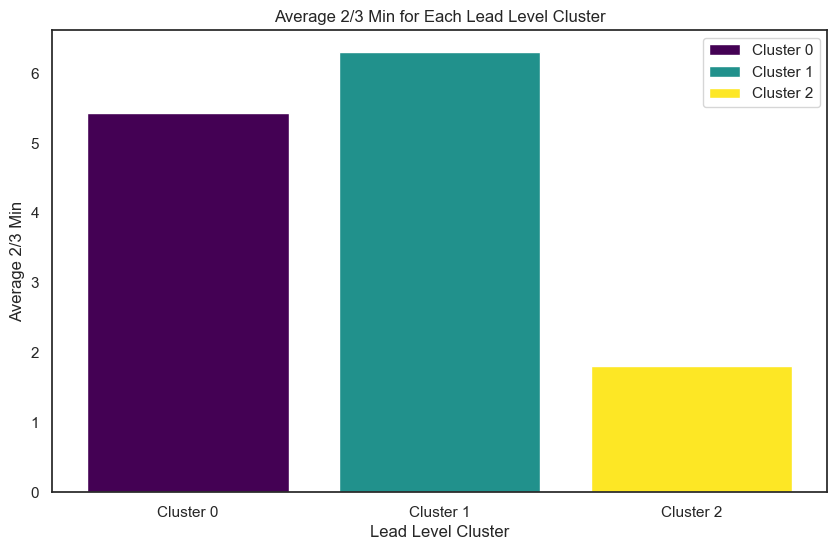 Average 2/3 Min for Each Lead Level Cluster
Cluster 0
Cluster 1
Cluster 2
Average 2/3 Min
6
5
4
3
2
1
0
Cluster 0
Cluster 1
Cluster 2
Lead Level Cluster